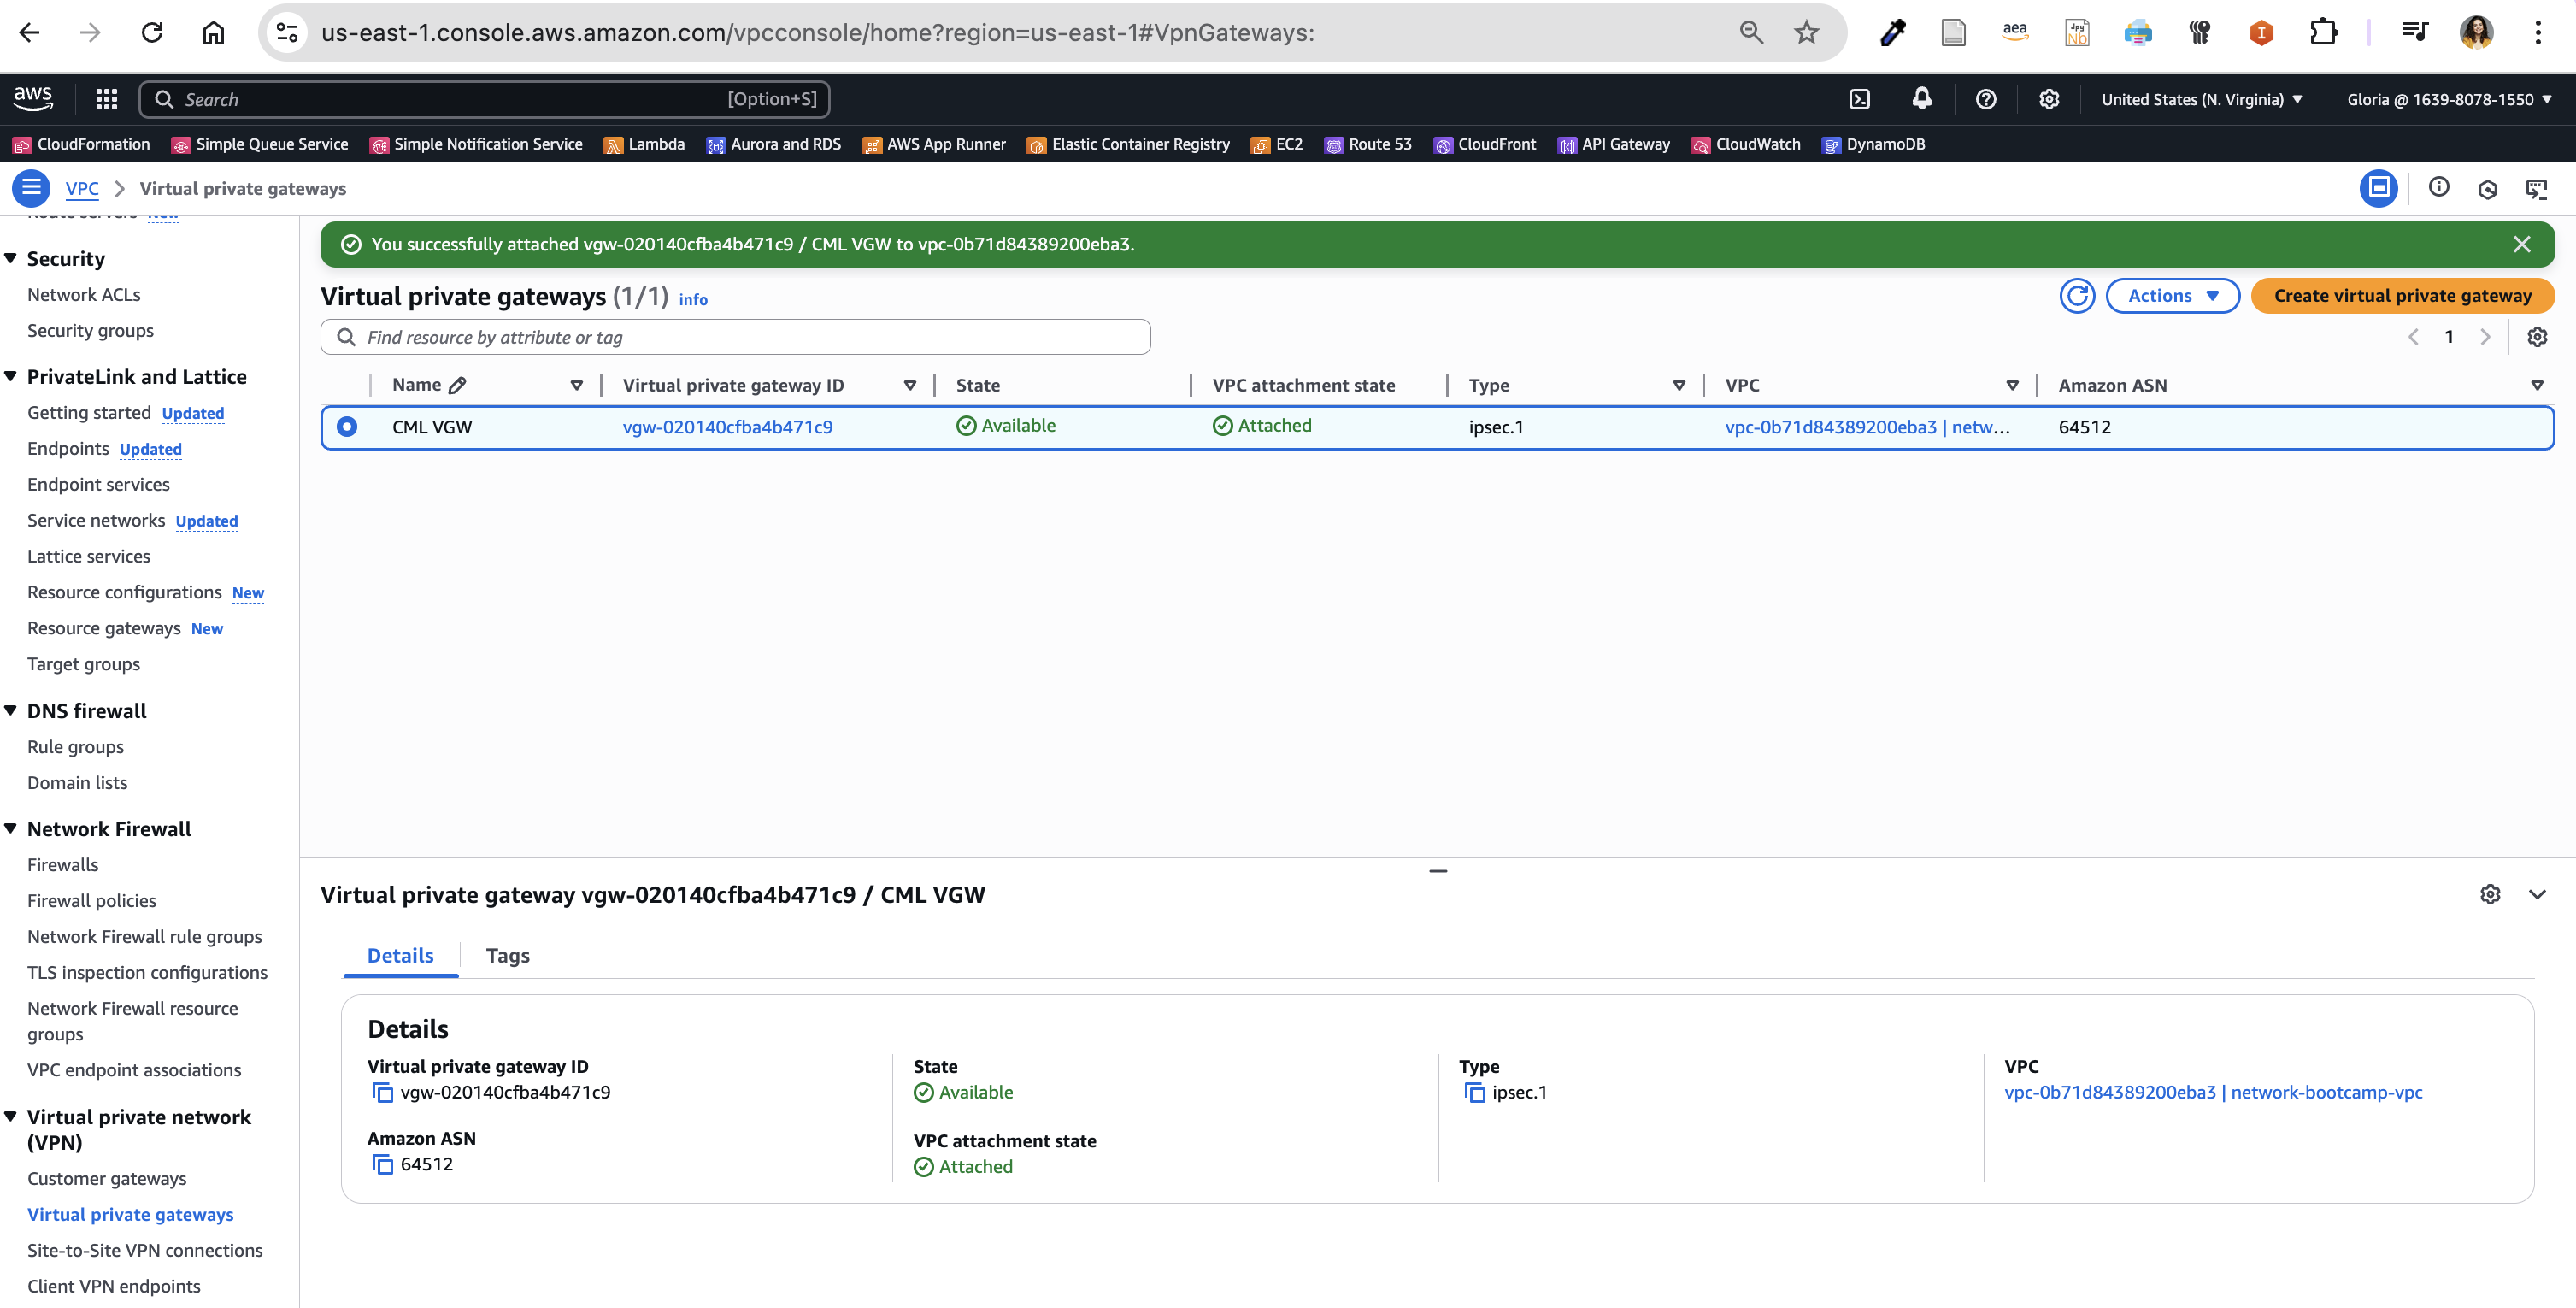 us-east-1.console.aws.amazon.com/vpcconsole/home?region=us-east-1#VpnGateways:
aea
Jpy
Nb
I
aws
Search
[Option+S]
United States (N. Virginia)
Gloria @ 1639-8078-1550
CloudFormation
Simple Queue Service
Simple Notification Service
Lambda
Aurora and RDS
AWS App Runner
Elastic Container Registry
EC2
Route 53
CloudFront
API Gateway
CloudWatch
DynamoDB
VPC
Virtual private gateways
Route servers New
Security
Network ACLs
Security groups
PrivateLink and Lattice
Getting started Updated
Endpoints Updated
Endpoint services
Service networks Updated
Lattice services
Resource configurations New
Resource gateways New
Target groups
DNS firewall
Rule groups
Domain lists
Network Firewall
Firewalls
Firewall policies
Network Firewall rule groups
TLS inspection configurations
Network Firewall resource
groups
VPC endpoint associations
Virtual private network
(VPN)
Customer gateways
Virtual private gateways
Site-to-Site VPN connections
Client VPN endpoints
You successfully attached vgw-020140cfba4b471c9 / CML VGW to vpc-0b71d84389200eba3.
Virtual private gateways (1/1) info
Actions
Create virtual private gateway
Find resource by attribute or tag
1
Name
Virtual private gateway ID
State
VPC attachment state
Type
VPC
Amazon ASN
CML VGW
vgw-020140cfba4b471c9
Available
Attached
ipsec.1
vpc-0b71d84389200eba3 | netw...
64512
Virtual private gateway vgw-020140cfba4b471c9 / CML VGW
Details
Tags
Details
Virtual private gateway ID
vgw-020140cfba4b471c9
State
Available
Type
ipsec.1
VPC
vpc-0b71d84389200eba3 | network-bootcamp-vpc
Amazon ASN
64512
VPC attachment state
Attached